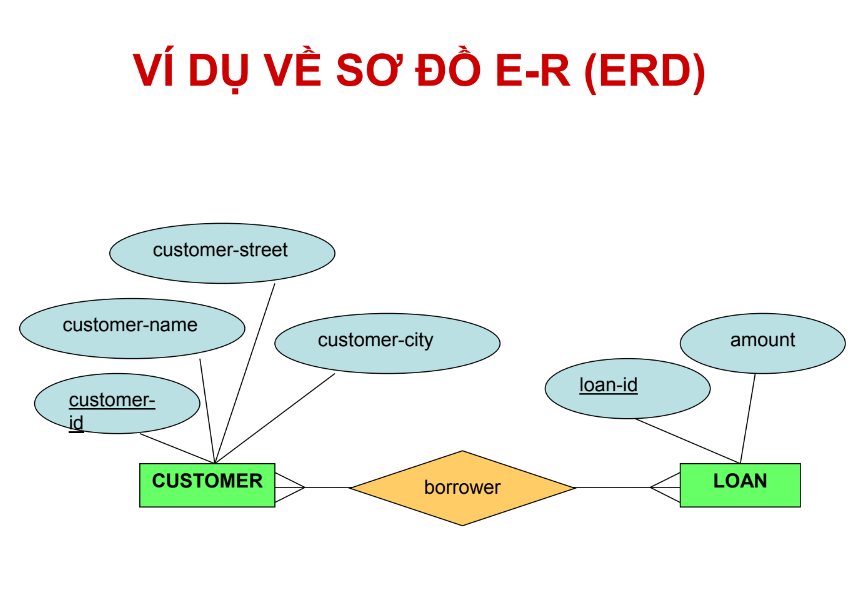 VÍ DỤ VỀ SƠ ĐỒ E-R (ERD)
customer-street
customer-name
customer-city
amount
loan-id
customer-
id
CUSTOMER
borrower
LOAN